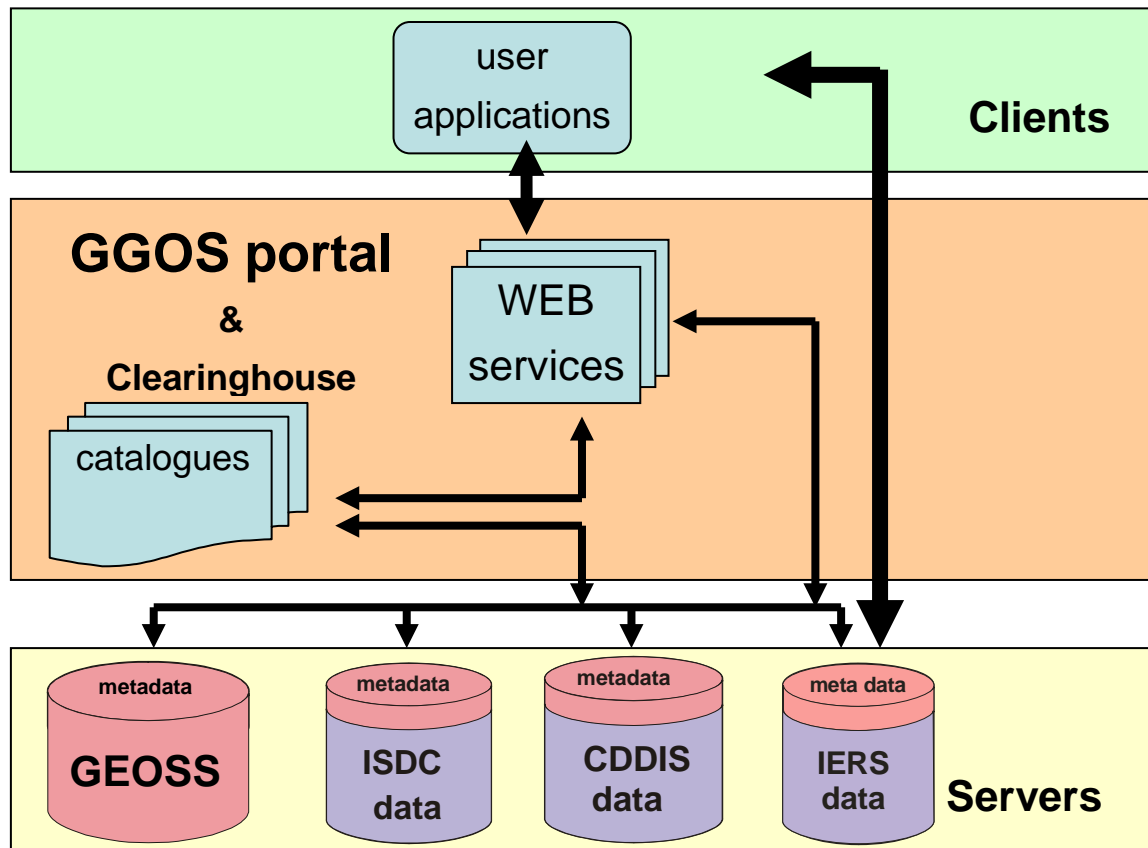 user
applications
Clients
GGOS portal
&
Clearinghouse
WEB
services
catalogues
metadata
GEOSS
metadata
ISDC
data
metadata
CDDIS
data
meta data
IERS
data
Servers